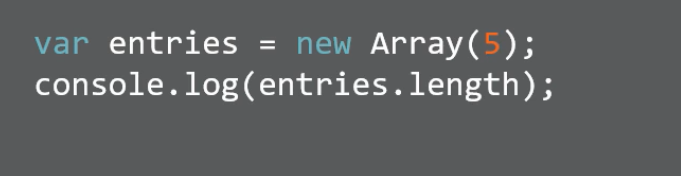 var entries = new Array(5);
console.log(entries.length);